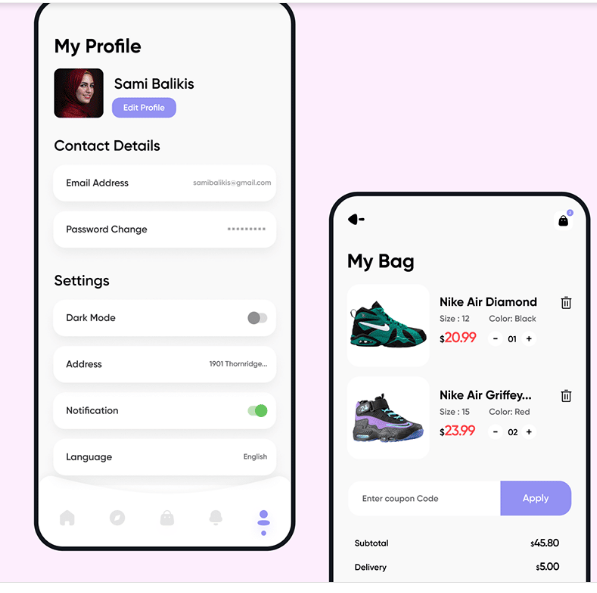 My Profile
Sami Balikis
Edit Profile
Contact Details
Email Address samibalikis@gmail.com
Password Change *********
Settings
Dark Mode
Address 1901 Thornridge...
Notification
Language English
My Bag
Nike Air Diamond
Size : 12 Color: Black
$20.99 - 01 +
Nike Air Griffey...
Size : 15 Color: Red
$23.99 - 02 +
Enter coupon Code Apply
Subtotal $45.80
Delivery $5.00